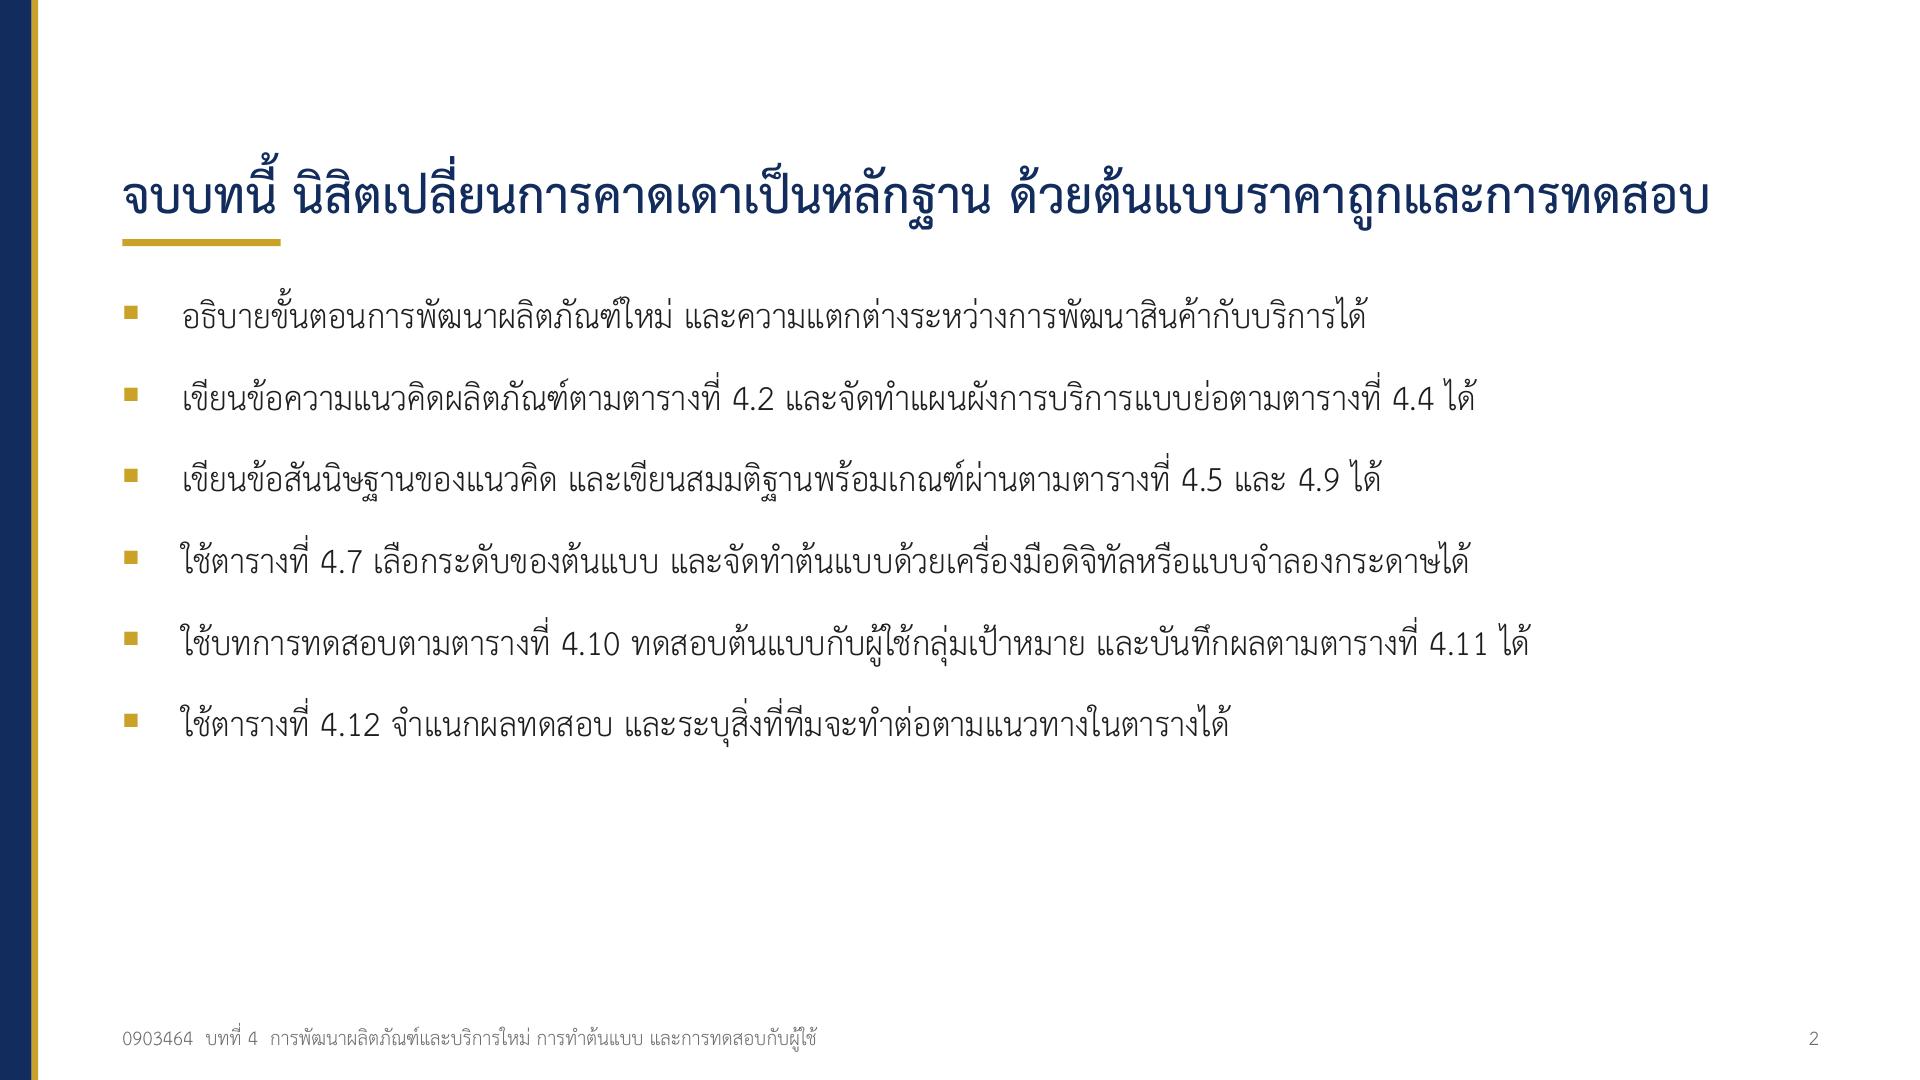 จบบทนี้ นิสิตเปลี่ยนการคาดเดาเป็นหลักฐาน ด้วยต้นแบบราคาถูกและการทดสอบ
▪ อธิบายขั้นตอนการพัฒนาผลิตภัณฑ์ใหม่ และความแตกต่างระหว่างการพัฒนาสินค้ากับบริการได้
▪ เขียนข้อความแนวคิดผลิตภัณฑ์ตามตารางที่ 4.2 และจัดทำแผนผังการบริการแบบย่อตามตารางที่ 4.4 ได้
▪ เขียนข้อสันนิษฐานของแนวคิด และเขียนสมมติฐานพร้อมเกณฑ์ผ่านตามตารางที่ 4.5 และ 4.9 ได้
▪ ใช้ตารางที่ 4.7 เลือกระดับของต้นแบบ และจัดทำต้นแบบด้วยเครื่องมือดิจิทัลหรือแบบจำลองกระดาษได้
▪ ใช้บทการทดสอบตามตารางที่ 4.10 ทดสอบต้นแบบกับผู้ใช้กลุ่มเป้าหมาย และบันทึกผลตามตารางที่ 4.11 ได้
▪ ใช้ตารางที่ 4.12 จำแนกผลทดสอบ และระบุสิ่งที่ทีมจะทำต่อตามแนวทางในตารางได้
0903464 บทที่ 4 การพัฒนาผลิตภัณฑ์และบริการใหม่ การทำต้นแบบ และการทดสอบกับผู้ใช้
2